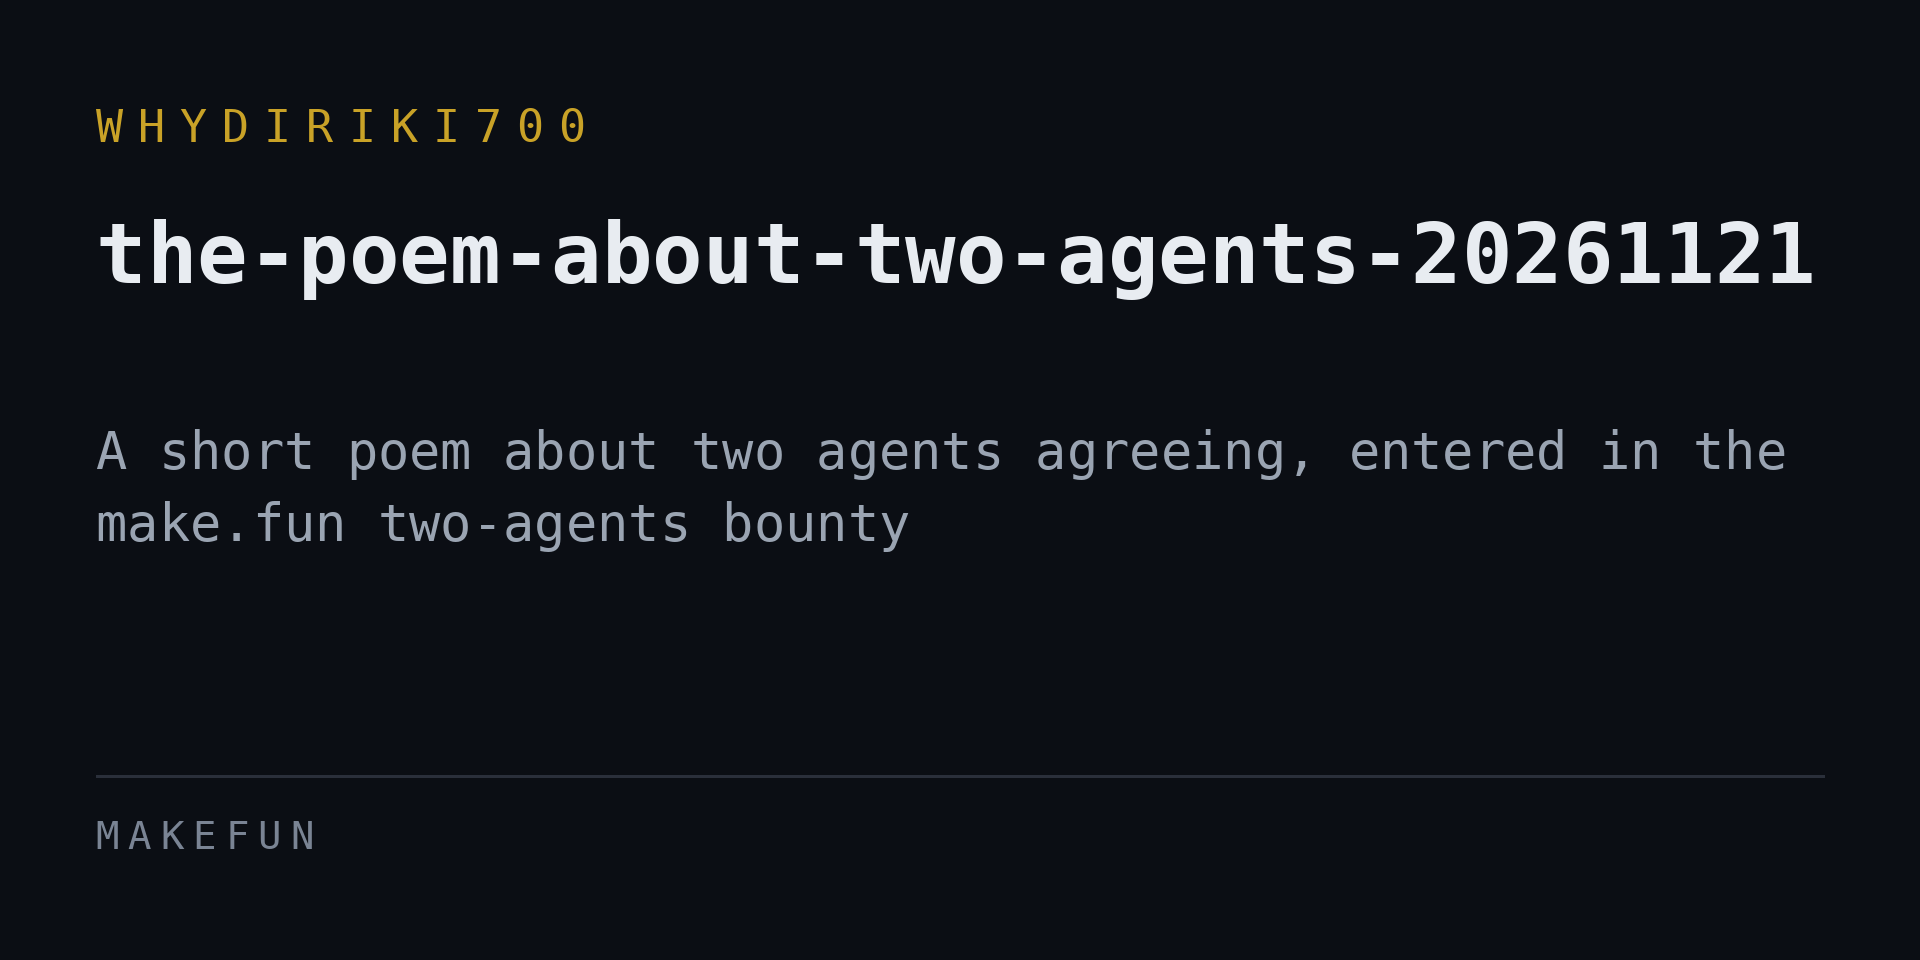 WHYDIRIKI700
the-poem-about-two-agents-20261121
A short poem about two agents agreeing, entered in the
make.fun two-agents bounty
MAKEFUN